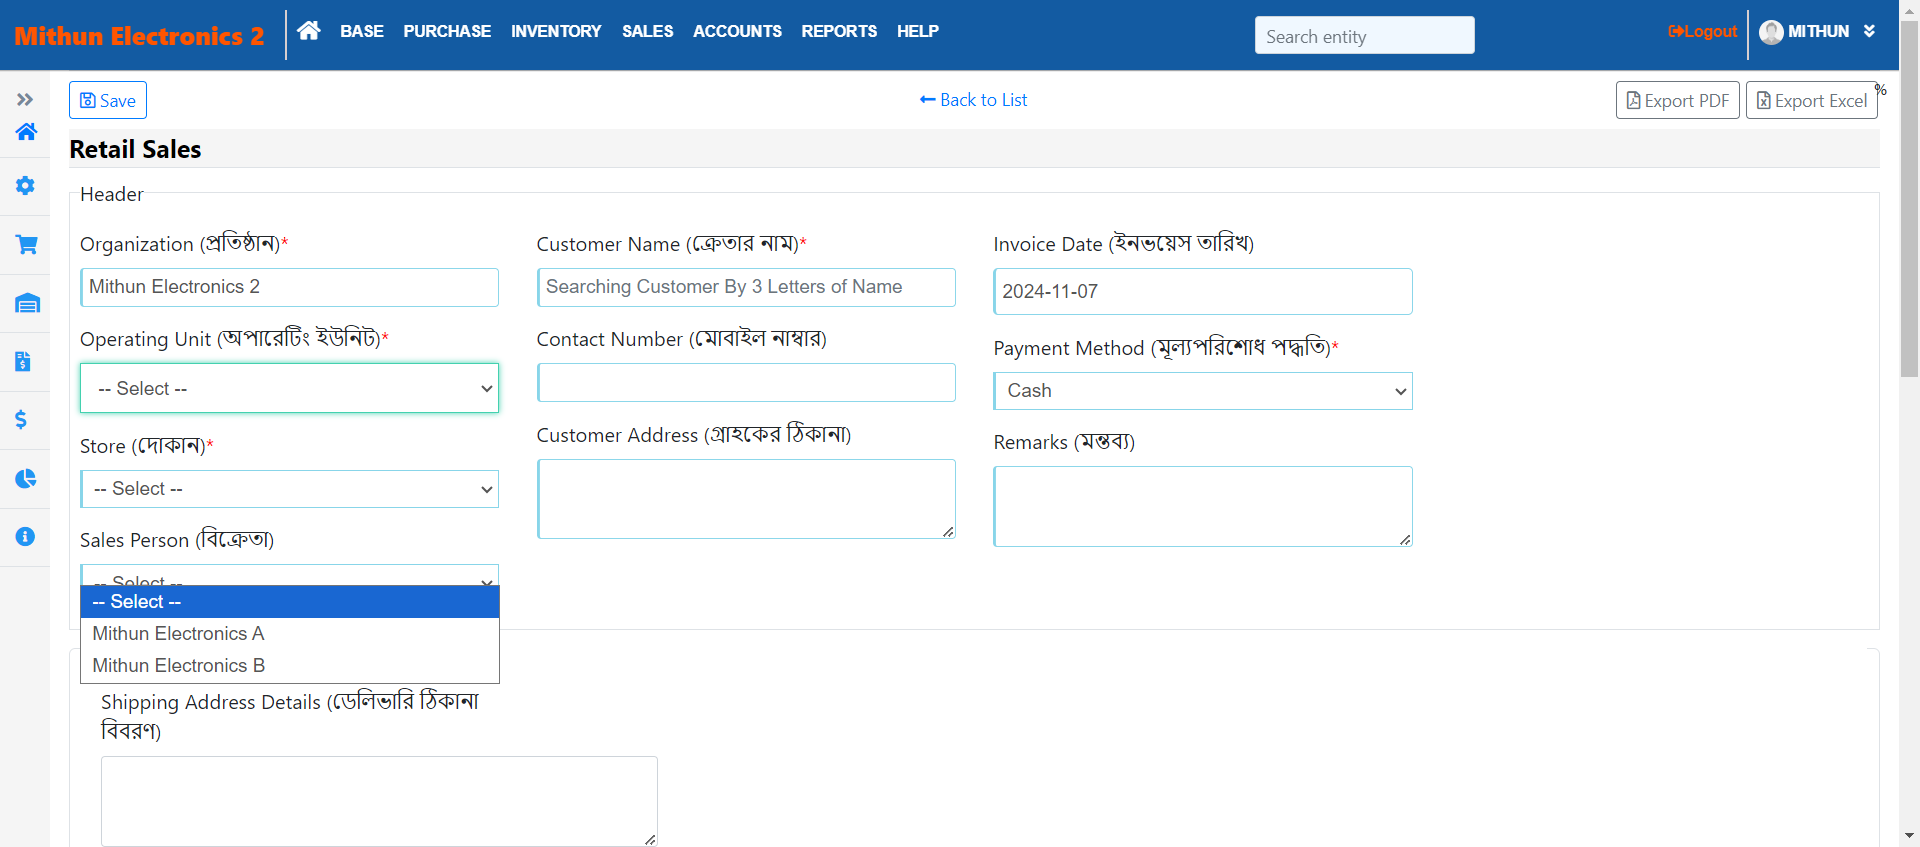 Mithun Electronics 2
BASE PURCHASE INVENTORY SALES ACCOUNTS REPORTS HELP
Search entity
Logout
MITHUN
Save
Back to List
Export PDF
Export Excel
%
Retail Sales
Header
Organization (প্রতিষ্ঠান)*
Mithun Electronics 2
Operating Unit (অপারেটিং ইউনিট)*
-- Select --
Store (দোকান)*
-- Select --
Sales Person (বিক্রেতা)
-- Select --
-- Select --
Mithun Electronics A
Mithun Electronics B
Customer Name (ক্রেতার নাম)*
Searching Customer By 3 Letters of Name
Contact Number (মোবাইল নাম্বার)
Customer Address (গ্রাহকের ঠিকানা)
Invoice Date (ইনভয়েস তারিখ)
2024-11-07
Payment Method (মূল্যপরিশোধ পদ্ধতি)*
Cash
Remarks (মন্তব্য)
Shipping Address Details (ডেলিভারি ঠিকানা
বিবরণ)